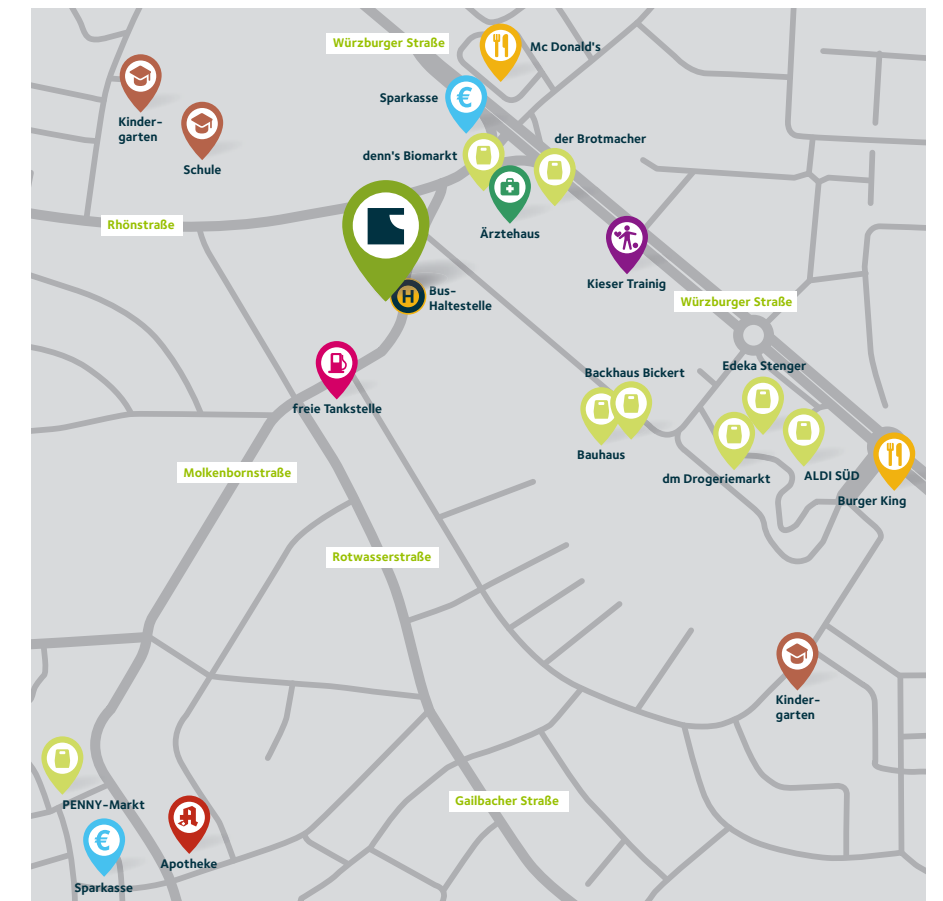 Würzburger Straße
Mc Donald's
Sparkasse
Kinder-
garten
der Brotmacher
denn's Biomarkt
Schule
Rhönstraße
Ärztehaus
Kieser Trainig
Bus-
Haltestelle
H
Würzburger Straße
Edeka Stenger
Backhaus Bickert
freie Tankstelle
Bauhaus
Molkenbornstraße
dm Drogeriemarkt
ALDI SÜD
Burger King
Rotwasserstraße
Kinder-
garten
PENNY-Markt
Gailbacher Straße
€
€
Apotheke
Sparkasse